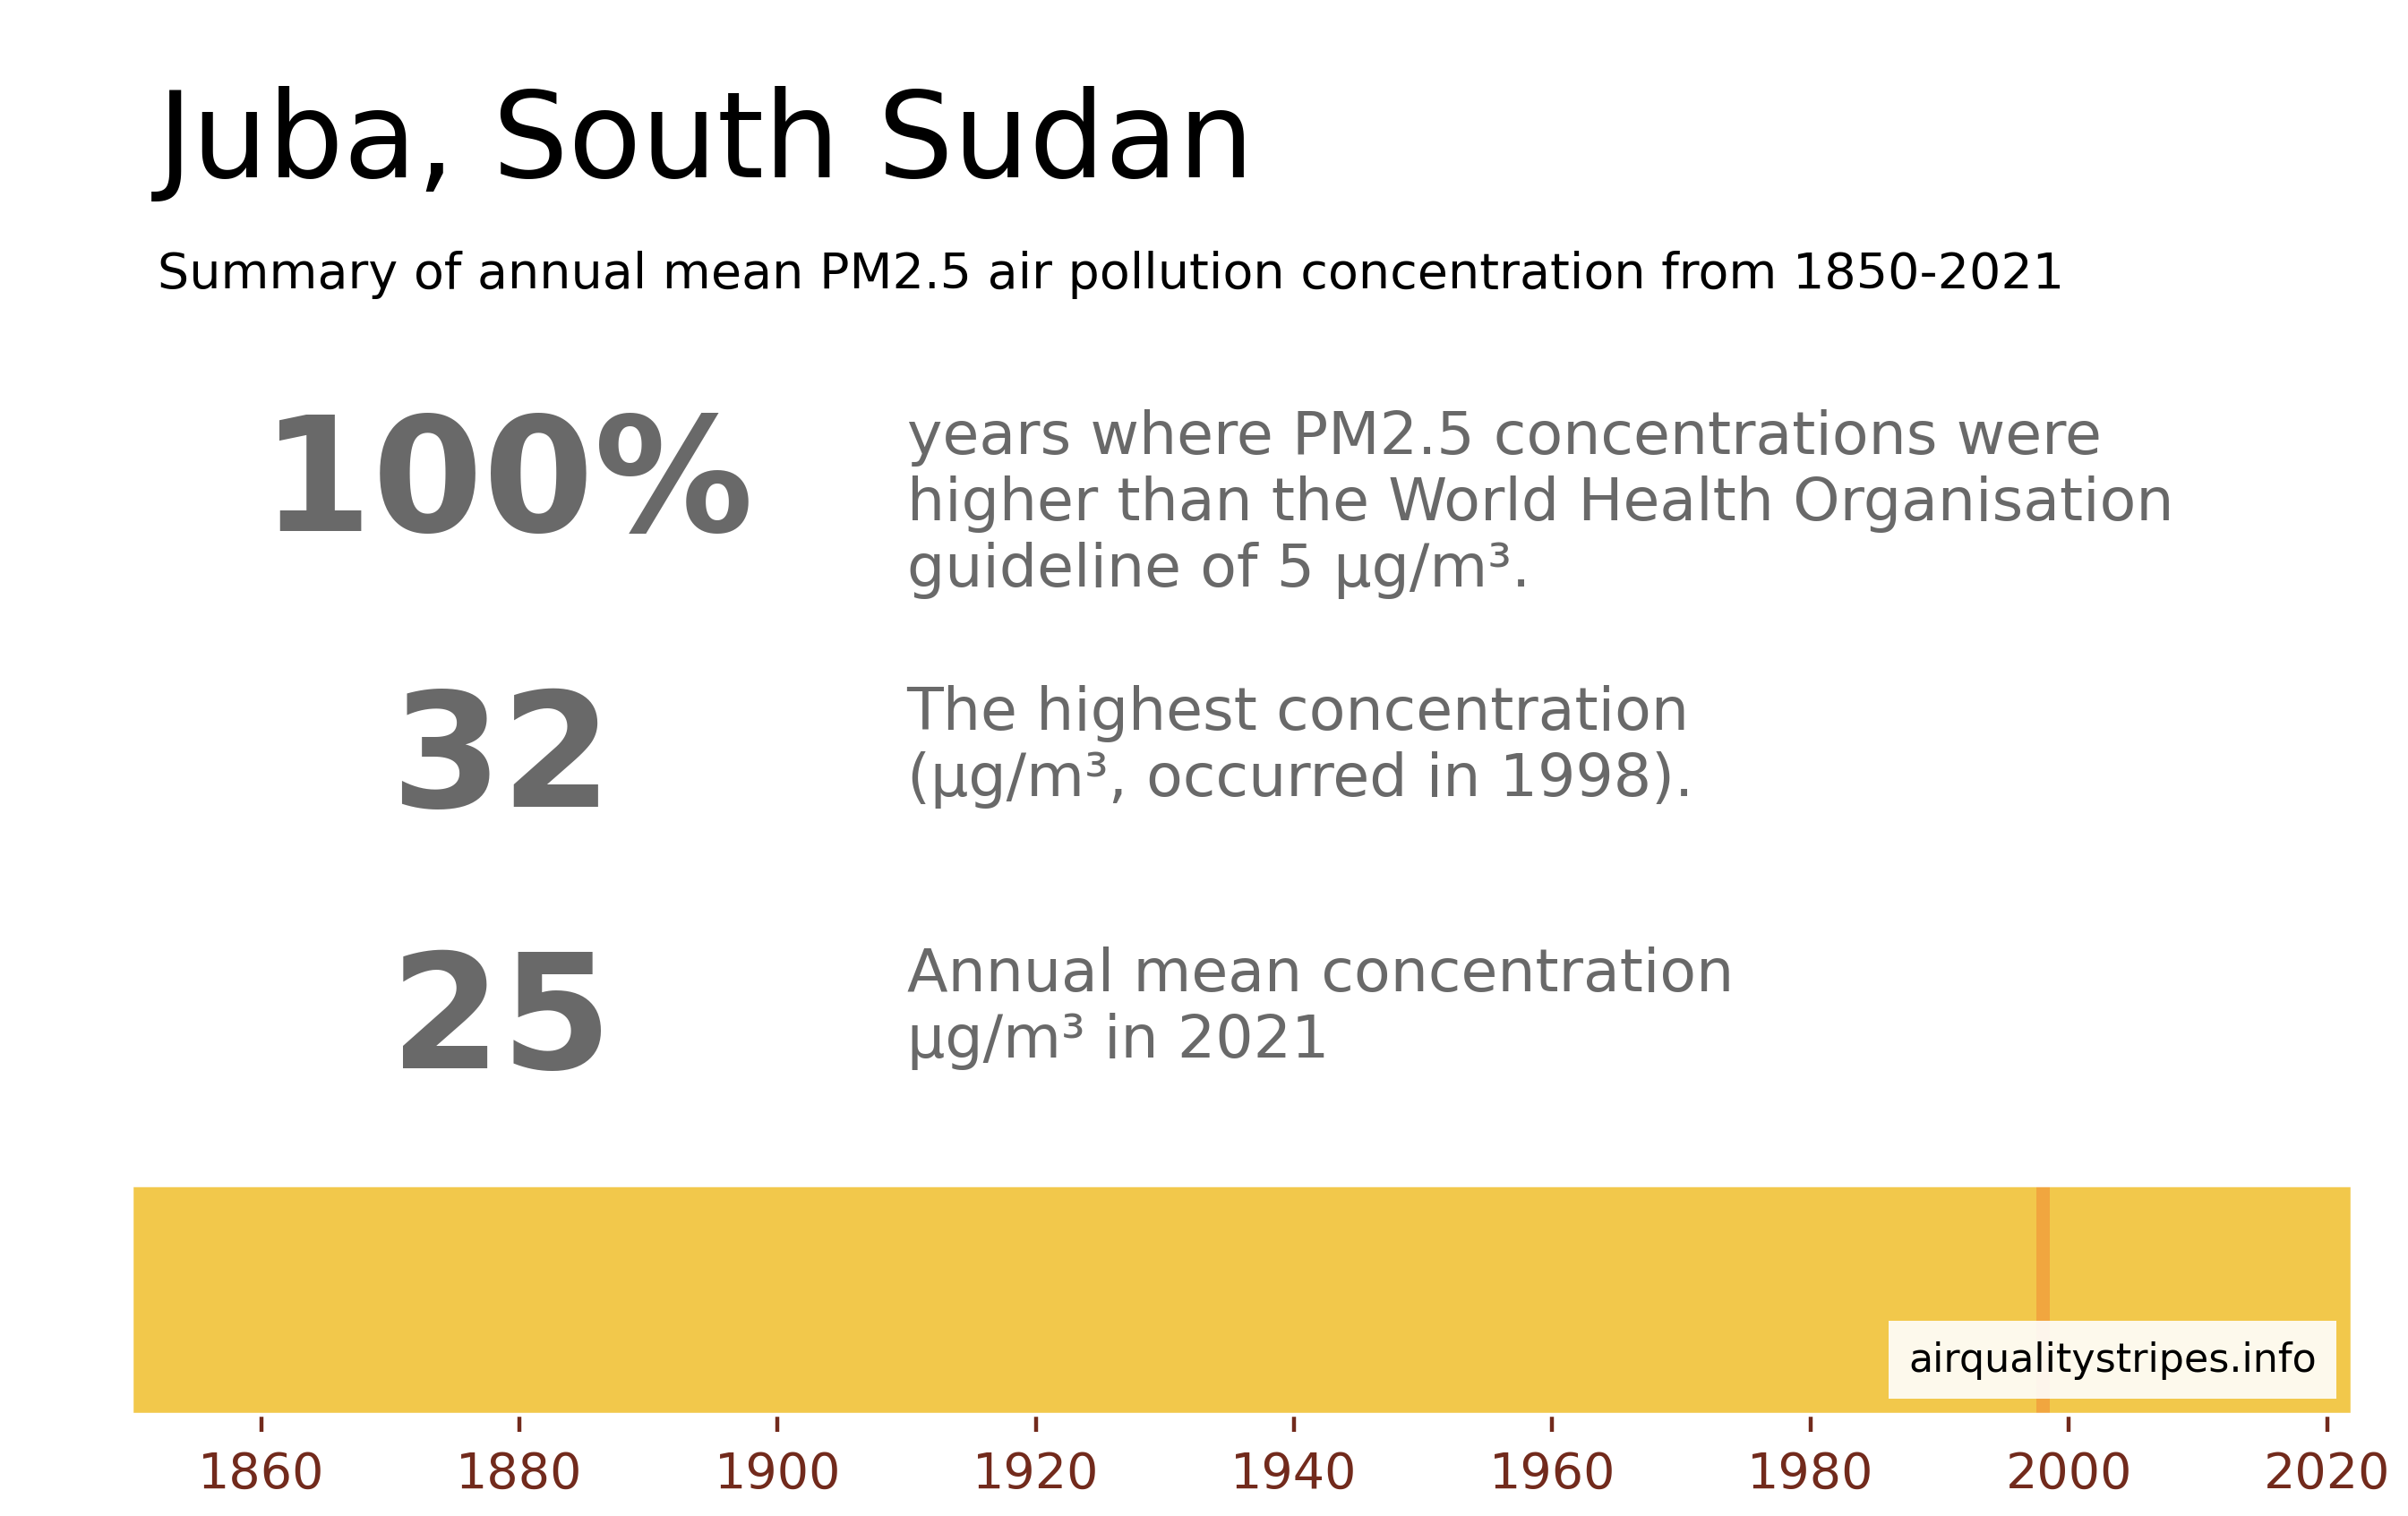 Juba, South Sudan
Summary of annual mean PM2.5 air pollution concentration from 1850-2021
100%
years where PM2.5 concentrations were
higher than the World Health Organisation
guideline of 5 µg/m³.
32
The highest concentration
(µg/m³, occurred in 1998).
25
Annual mean concentration
µg/m³ in 2021
airqualitystripes.info
1860 1880 1900 1920 1940 1960 1980 2000 2020